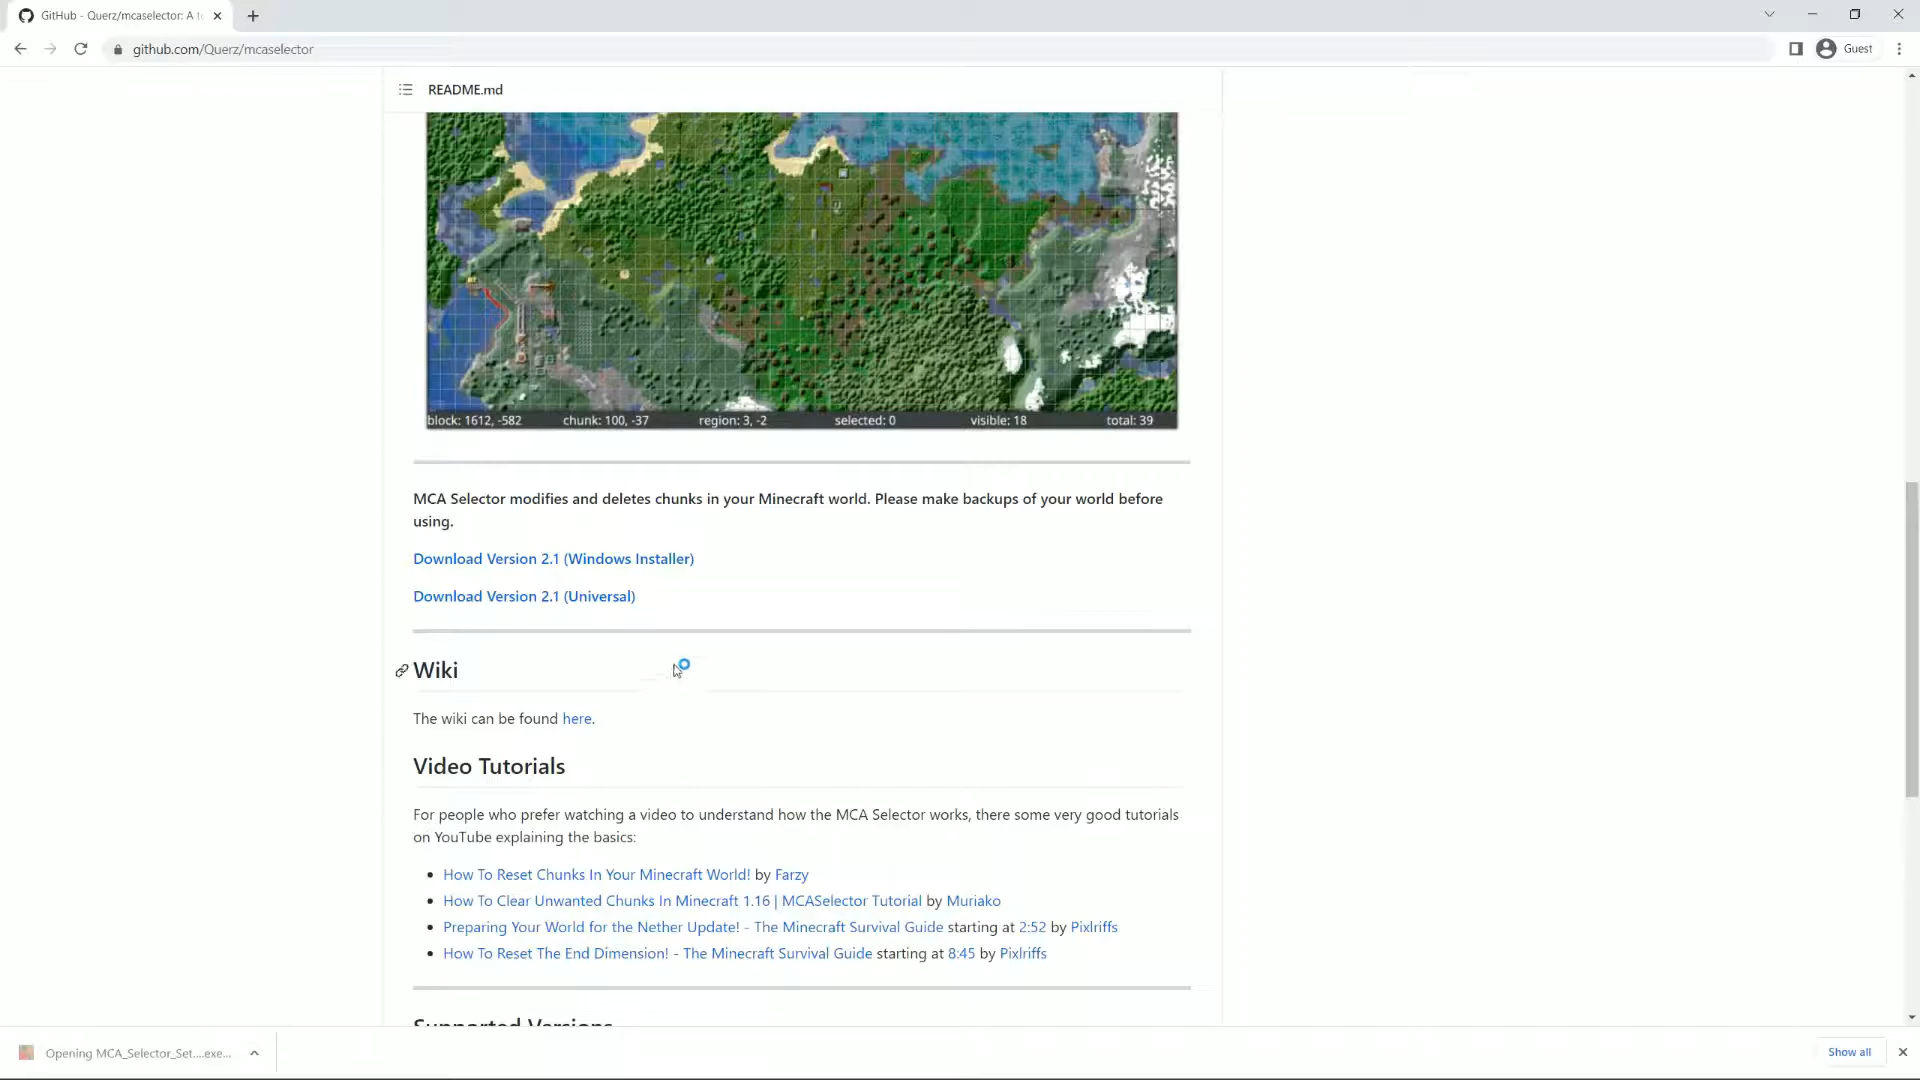 GitHub - Querz/mcaselector: A t
github.com/Querz/mcaselector
Guest
README.md
block: 1612, -582 chunk: 100, -37 region: 3, -2 selected: 0 visible: 18 total: 39
MCA Selector modifies and deletes chunks in your Minecraft world. Please make backups of your world before
using.
Download Version 2.1 (Windows Installer)
Download Version 2.1 (Universal)
Wiki
The wiki can be found here.
Video Tutorials
For people who prefer watching a video to understand how the MCA Selector works, there some very good tutorials
on YouTube explaining the basics:
• How To Reset Chunks In Your Minecraft World! by Farzy
• How To Clear Unwanted Chunks In Minecraft 1.16 | MCASelector Tutorial by Muriako
• Preparing Your World for the Nether Update! - The Minecraft Survival Guide starting at 2:52 by Pixlriffs
• How To Reset The End Dimension! - The Minecraft Survival Guide starting at 8:45 by Pixlriffs
Supported Versions
Opening MCA_Selector_Set....exe...
Show all